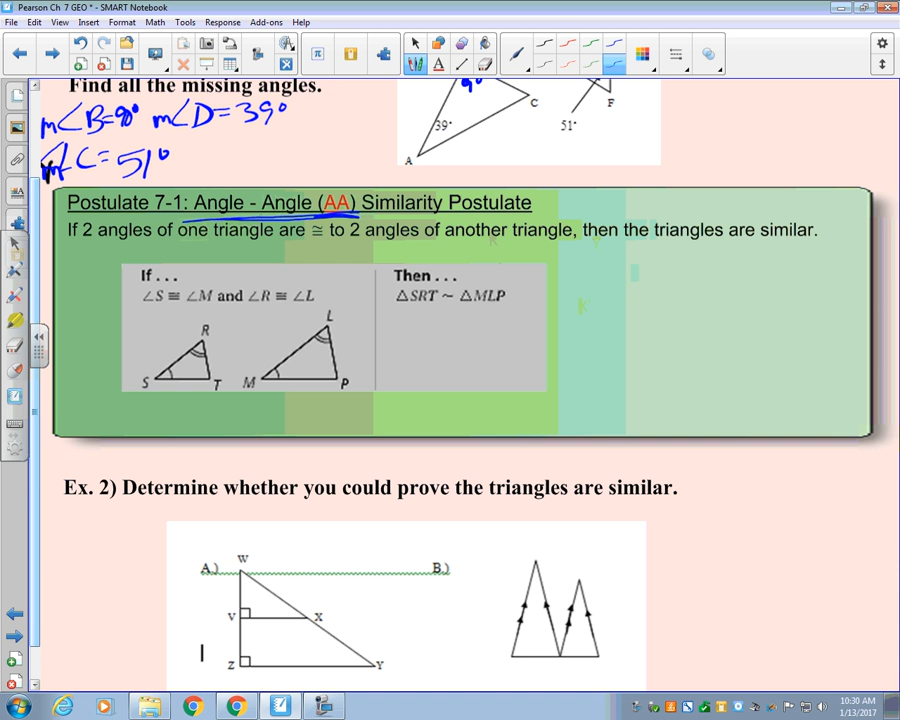 Pearson Ch 7 GEO * - SMART Notebook
File Edit View Insert Format Math Tools Response Add-ons Help
Find all the missing angles.
m∠B=90° m∠D=39°
m∠C=51°
9°
C
39°
A
F
51°
Postulate 7-1: Angle - Angle (AA) Similarity Postulate
If 2 angles of one triangle are ≅ to 2 angles of another triangle, then the triangles are similar.
If . . .
∠S ≅ ∠M and ∠R ≅ ∠L
Then . . .
△SRT ~ △MLP
R
S
T
L
M
P
Ex. 2) Determine whether you could prove the triangles are similar.
A.)
W
V
X
Z
Y
B.)
10:30 AM
1/13/2017